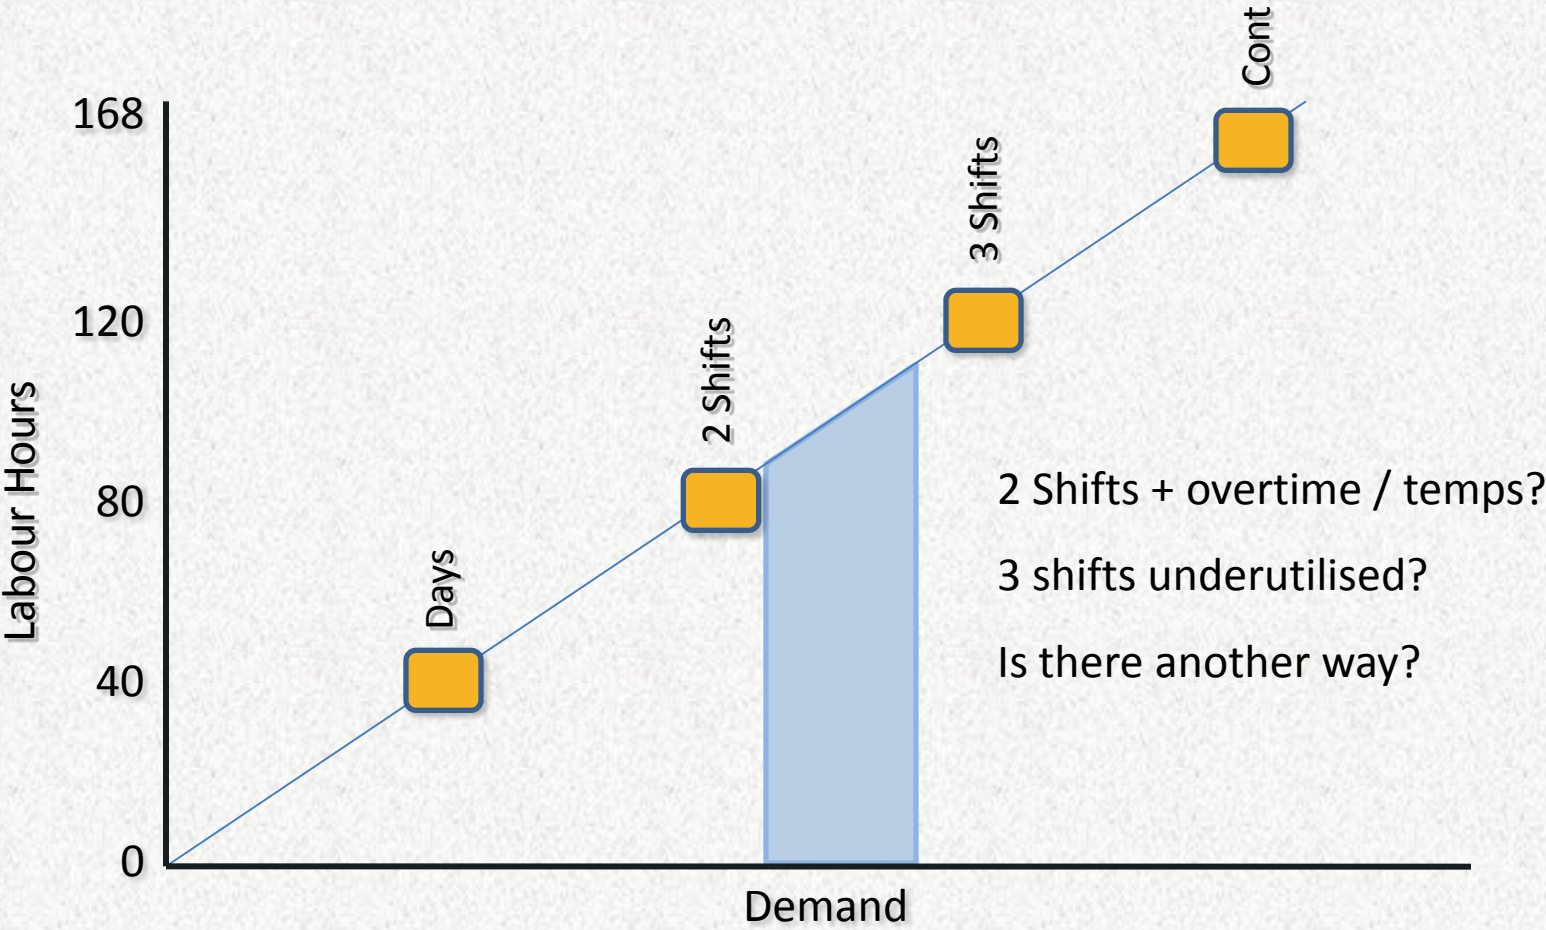 Cont
168
3 Shifts
120
2 Shifts
Labour Hours
80
2 Shifts + overtime / temps?
Days
3 shifts underutilised?
40
Is there another way?
0
Demand